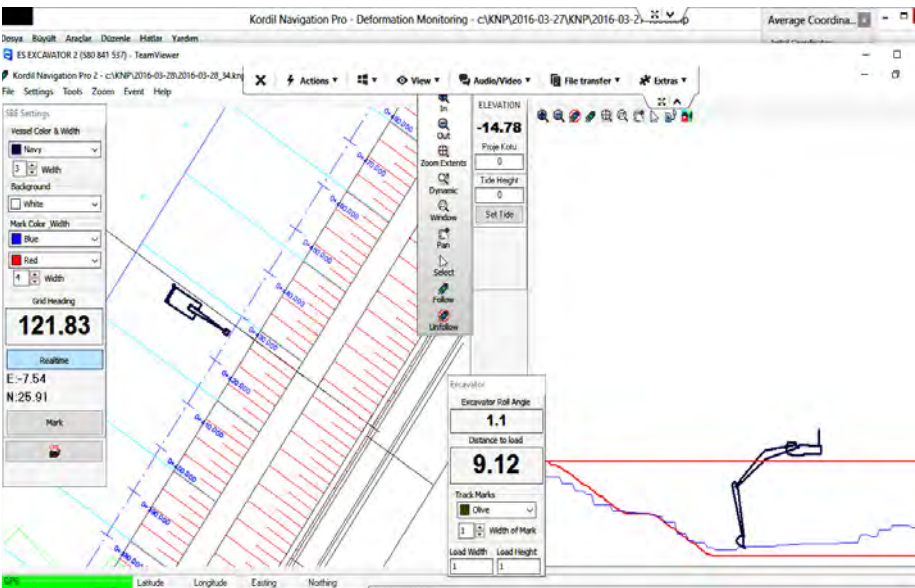 Kordil Navigation Pro - Deformation Monitoring - c:\KNP\2016-03-27\KNP\2016-03-2
Average Coordina...
Dosya Büyült Araçlar Düzenle Hatlar Yardım
ES EXCAVATOR 2 (580 841 557) - TeamViewer
Kordil Navigation Pro 2 - c:\KNP\2016-03-28\2016-03-28_34.knp
Actions
View
Audio/Video
File transfer
Extras
File Settings Tools Zoom Event Help
SBE Settings
Vessel Color & Width
Navy
3
Width
Background
White
Mark Color _Width
Blue
Red
4
Width
Grid Heading
121.83
Realtime
E:-7.54
N:25.91
Mark
In
Out
Zoom Extents
Dynamic
Window
Pan
Select
Follow
Unfollow
ELEVATION
-14.78
Proje Kotu
0
Tide Height
0
Set Tide
Excavator
Excavator Roll Angle
1.1
Distance to load
9.12
Track Marks
Olive
Width of Mark
Load Width Load Height
1 1
GPS
Latitude Longitude Easting Northing